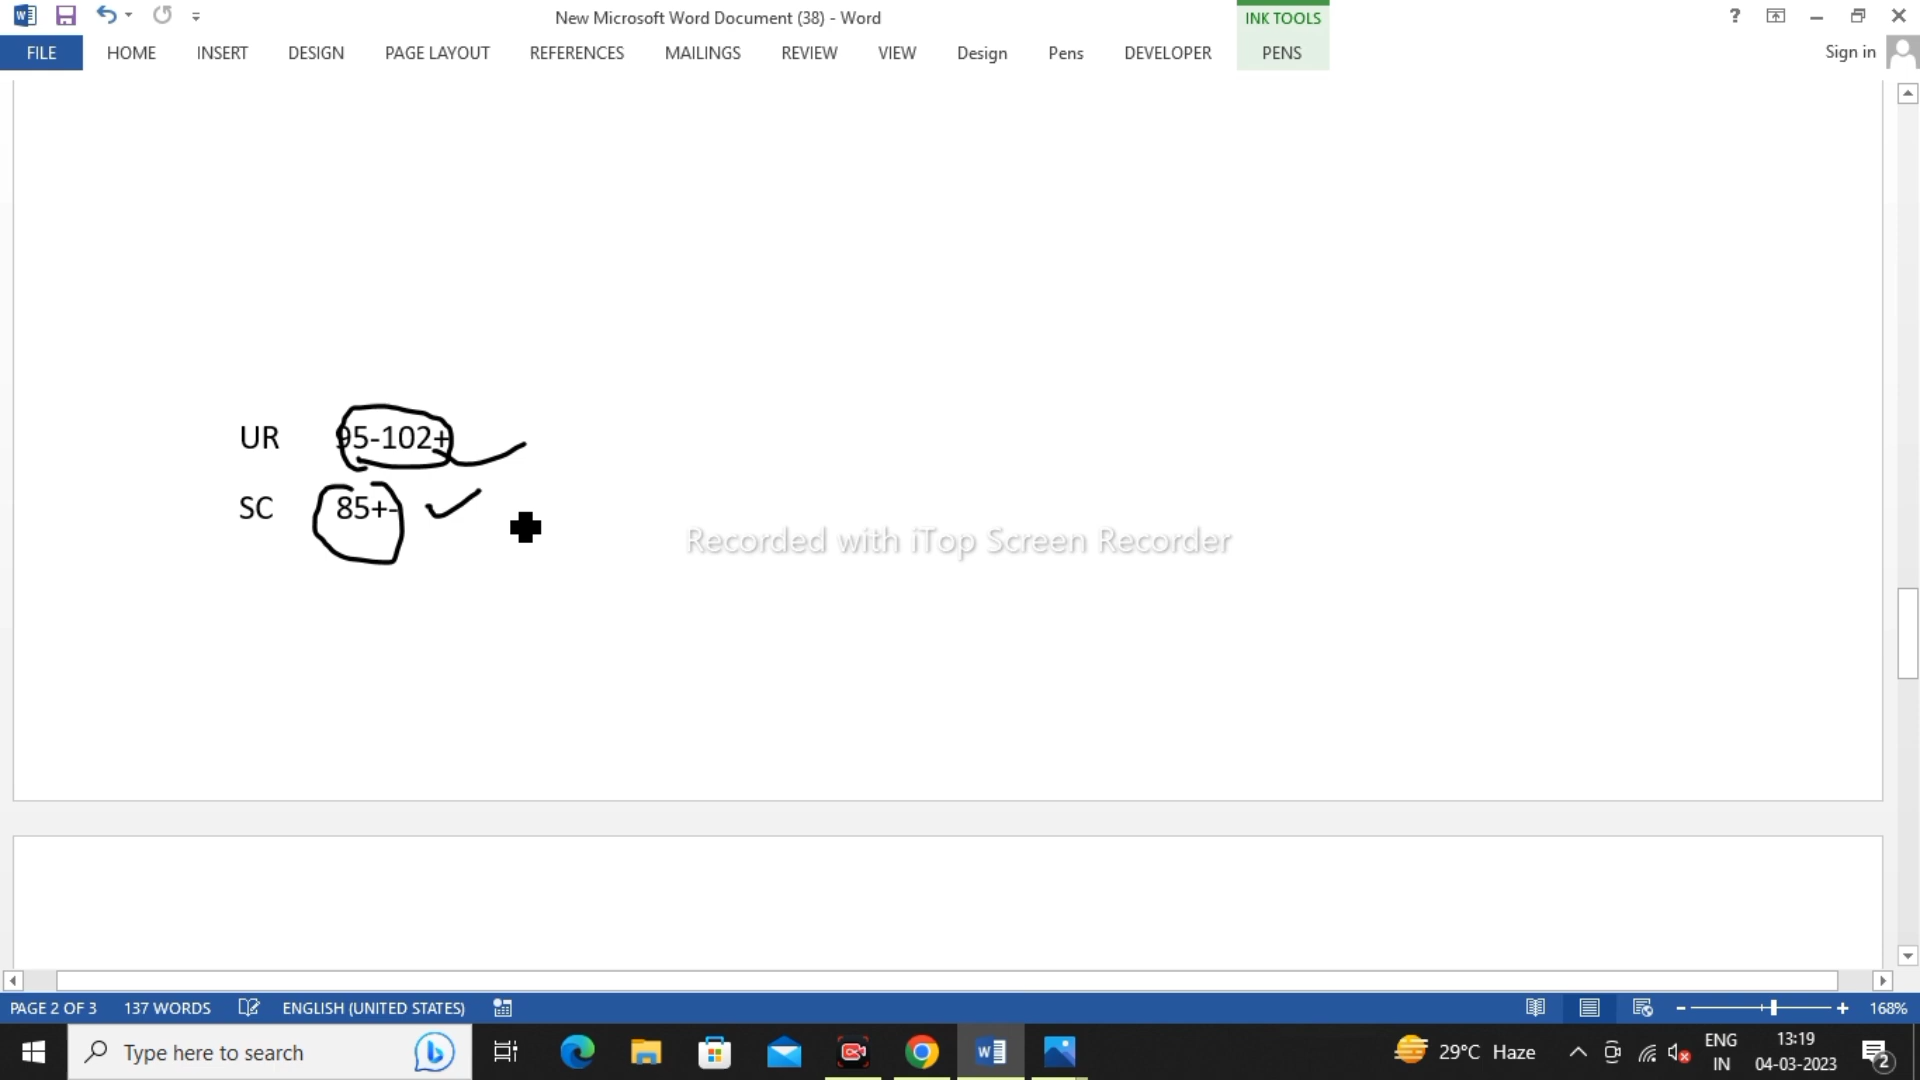 New Microsoft Word Document (38) - Word
INK TOOLS
?
FILE HOME INSERT DESIGN PAGE LAYOUT REFERENCES MAILINGS REVIEW VIEW Design Pens DEVELOPER PENS
Sign in
UR 95-102+
SC 85+-
Recorded with iTop Screen Recorder
PAGE 2 OF 3 137 WORDS ENGLISH (UNITED STATES) 168%
Type here to search
29°C Haze
ENG
IN
13:19
04-03-2023
2